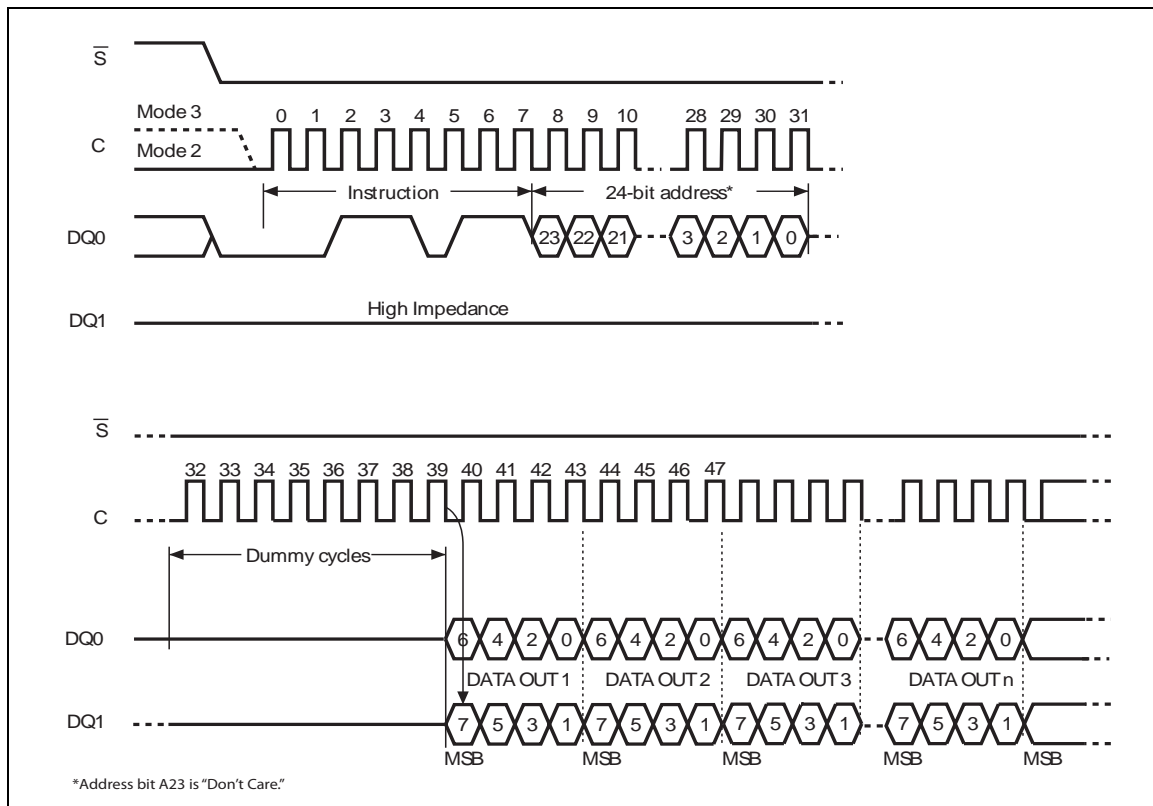 S
Mode 3
0 1 2 3 4 5 6 7 8 9 10 28 29 30 31
C
Mode 2
Instruction 24-bit address*
DQ0 23 22 21 3 2 1 0
High Impedance
DQ1
S
32 33 34 35 36 37 38 39 40 41 42 43 44 45 46 47
C
Dummy cycles
DQ0 6 4 2 0 6 4 2 0 6 4 2 0 6 4 2 0
DATA OUT 1 DATA OUT 2 DATA OUT 3 DATA OUT n
DQ1 7 5 3 1 7 5 3 1 7 5 3 1 7 5 3 1
MSB MSB MSB MSB MSB
*Address bit A23 is “Don’t Care.”